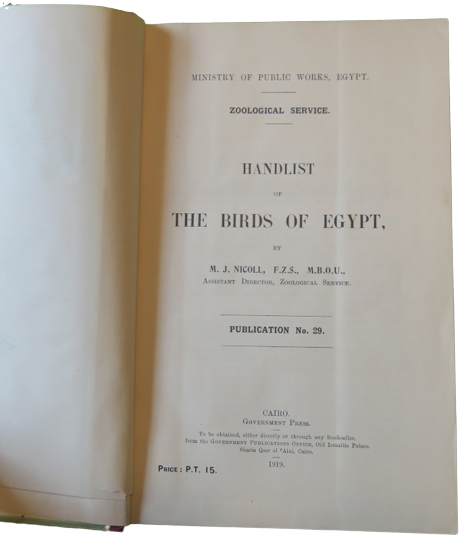 MINISTRY OF PUBLIC WORKS, EGYPT.
ZOOLOGICAL SERVICE.
HANDLIST
OF
THE BIRDS OF EGYPT,
BY
M. J. NICOLL, F.Z.S., M.B.O.U.,
ASSISTANT DIRECTOR, ZOOLOGICAL SERVICE.
PUBLICATION No. 29.
CAIRO.
GOVERNMENT PRESS.
To be obtained, either directly or through any Bookseller,
from the GOVERNMENT PUBLICATIONS OFFICE, Old Ismailia Palace,
Sharia Qasr el ʿAini, Cairo.
1919.
PRICE: P.T. 15.